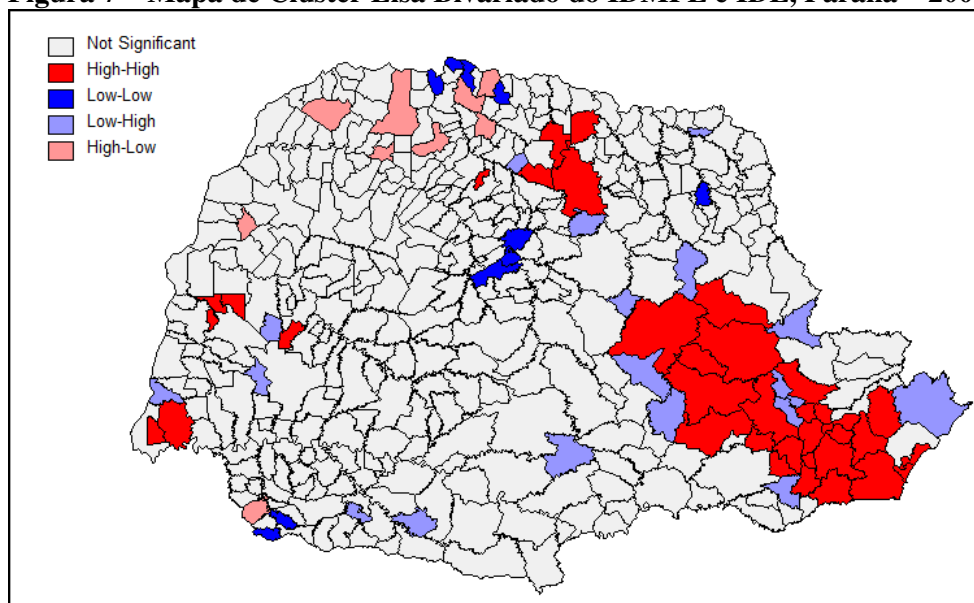 Figura 7 – Mapa de Cluster Lisa Bivariado do IDMPE e IDE, Paraná – 200
Not Significant
High-High
Low-Low
Low-High
High-Low